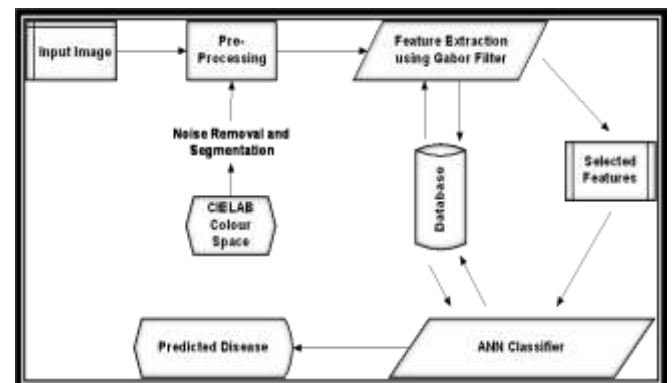 Input Image
Pre-
Processing
Feature Extraction
using Gabor Filter
Noise Removal and
Segmentation
Selected
Features
Database
CIELAB
Colour
Space
Predicted Disease
ANN Classifier